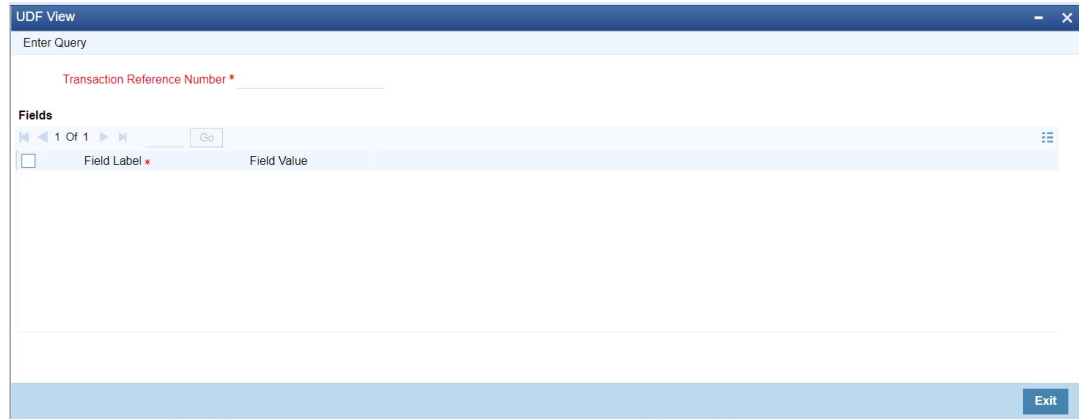 UDF View
Enter Query
Transaction Reference Number *
Fields
1 Of 1 Go
Field Label * Field Value
Exit